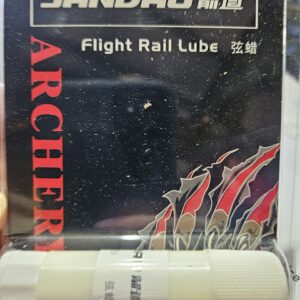 SANDAO 箭道
Flight Rail Lube 弦蜡
ARCHERY